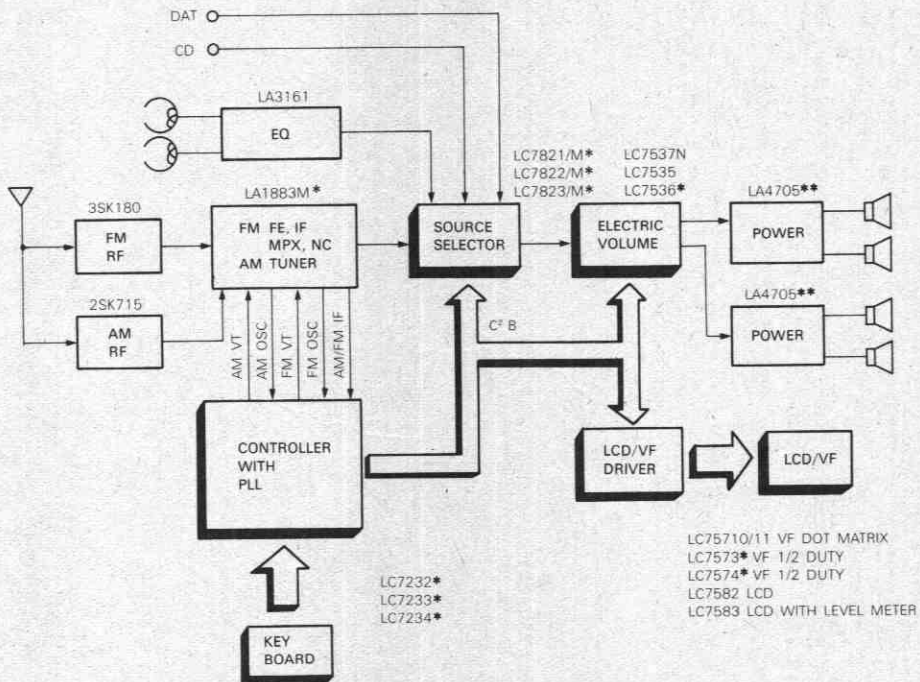 DAT
CD
LA3161
EQ
LA1883M*
FM FE, IF
MPX, NC
AM TUNER
3SK180
FM
RF
2SK715
AM
RF
AM VT
AM OSC
FM VT
FM OSC
AM/FM IF
LC7821/M*
LC7822/M*
LC7823/M*
SOURCE
SELECTOR
LC7537N
LC7535
LC7536*
ELECTRIC
VOLUME
LA4705**
POWER
LA4705**
POWER
C² B
CONTROLLER
WITH
PLL
LCD/VF
DRIVER
LCD/VF
LC75710/11 VF DOT MATRIX
LC7573* VF 1/2 DUTY
LC7574* VF 1/2 DUTY
LC7582 LCD
LC7583 LCD WITH LEVEL METER
LC7232*
LC7233*
LC7234*
KEY
BOARD